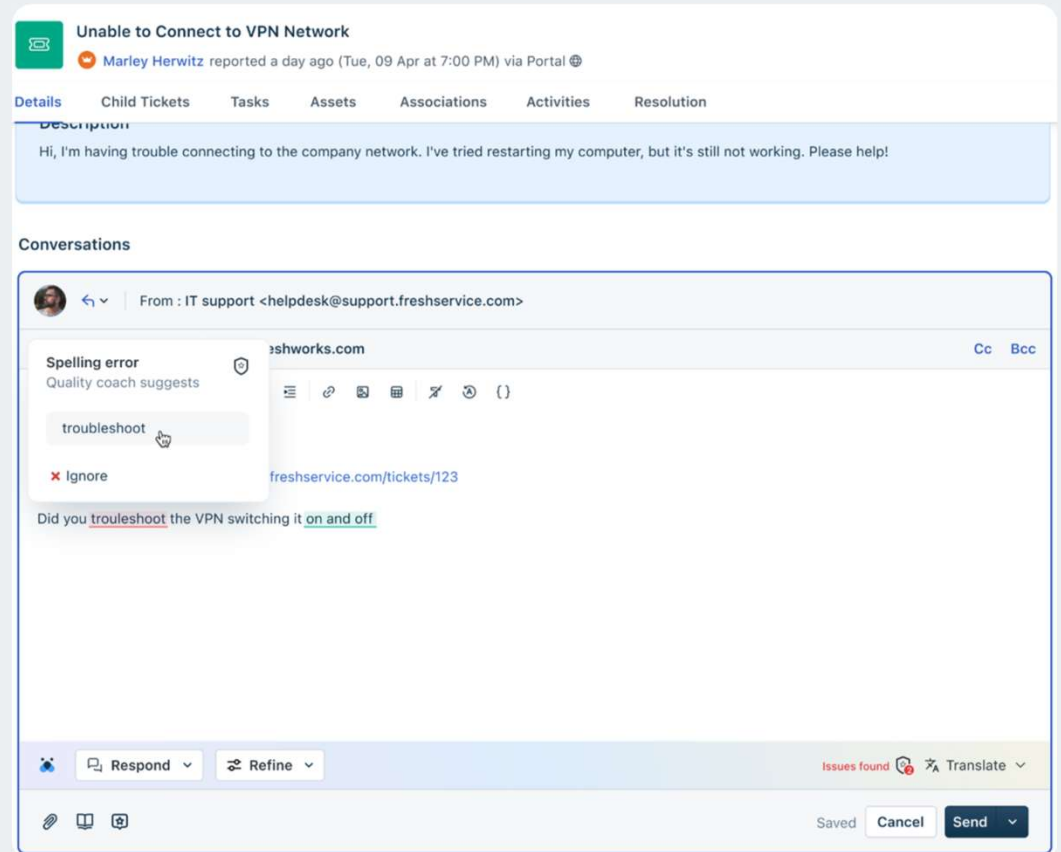 Unable to Connect to VPN Network
Marley Herwitz reported a day ago (Tue, 09 Apr at 7:00 PM) via Portal
Details Child Tickets Tasks Assets Associations Activities Resolution
Description
Hi, I'm having trouble connecting to the company network. I've tried restarting my computer, but it's still not working. Please help!
Conversations
From : IT support <helpdesk@support.freshservice.com>
eshworks.com Cc Bcc
Spelling error
Quality coach suggests
troubleshoot
Ignore
freshservice.com/tickets/123
Did you trouleshoot the VPN switching it on and off
Respond Refine Issues found 2 Translate
Saved Cancel Send